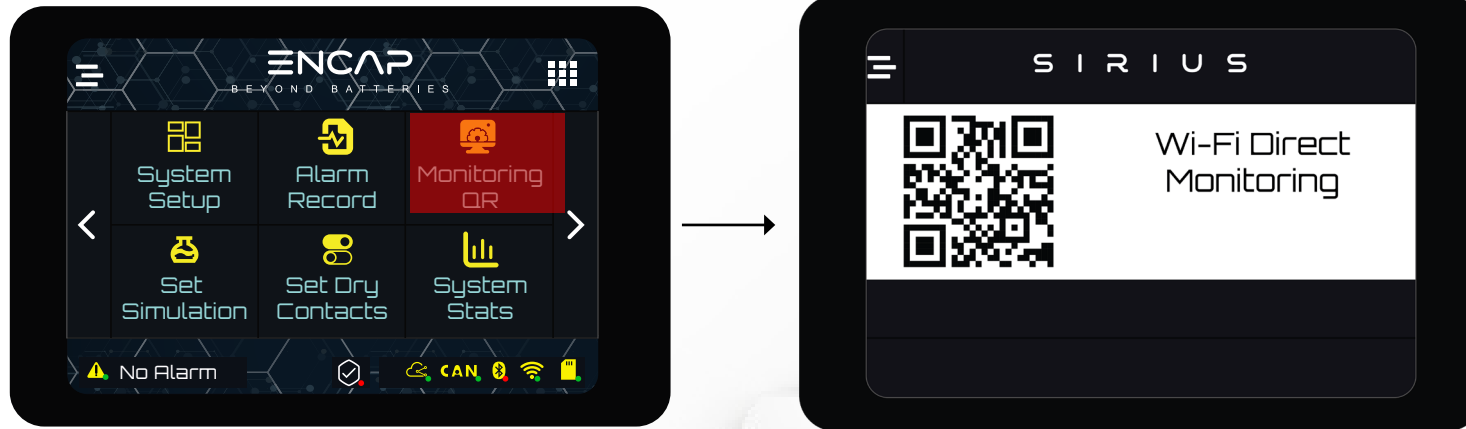 ENCAP
BEYOND BATTERIES
System
Setup
Alarm
Record
Monitoring
QR
Set
Simulation
Set Dry
Contacts
System
Stats
No Alarm
CAN
SIRIUS
Wi-Fi Direct
Monitoring